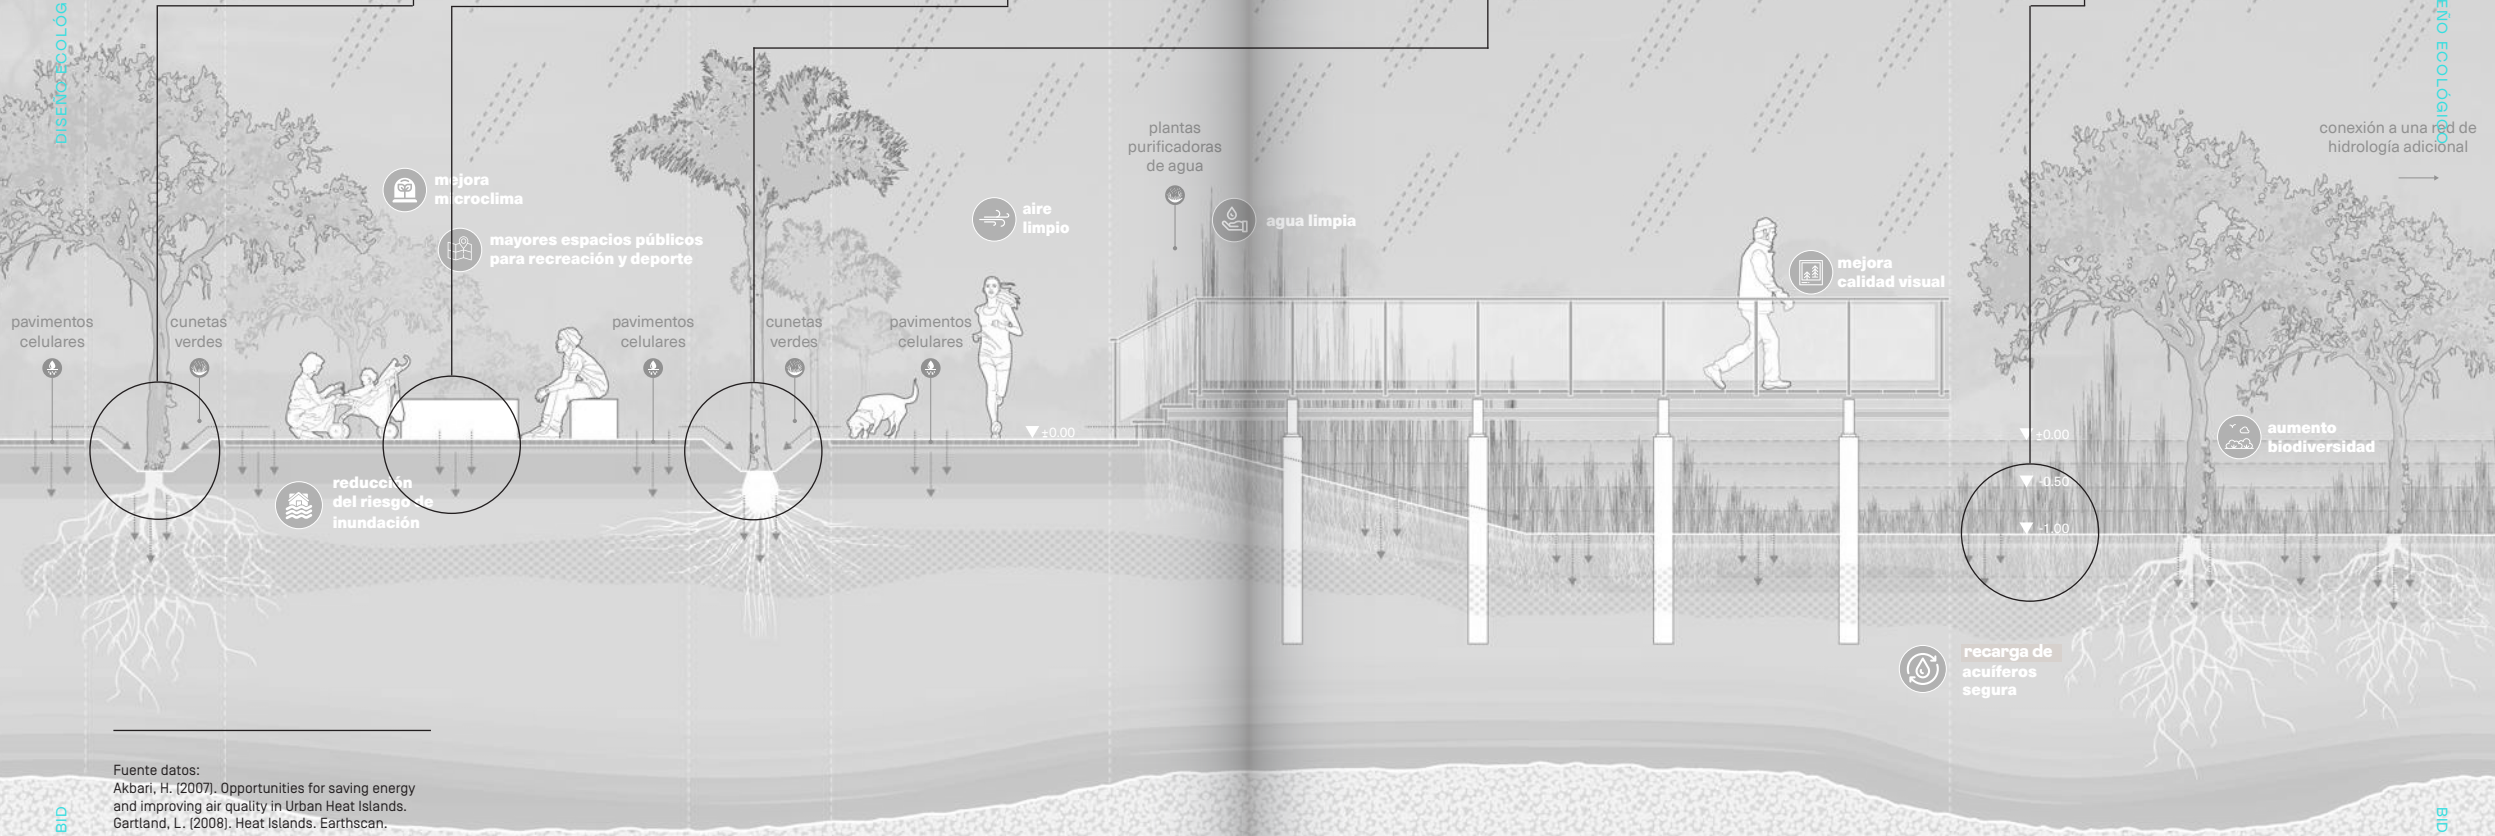 DISEÑO ECOLÓG
EÑO ECOLÓGICO
plantas
purificadoras
de agua
conexión a una red de
hidrología adicional
mejora
microclima
mayores espacios públicos
para recreación y deporte
aire
limpio
agua limpia
mejora
calidad visual
pavimentos
celulares
cunetas
verdes
pavimentos
celulares
cunetas
verdes
pavimentos
celulares
±0.00
±0.00
-0.50
-1.00
aumento
biodiversidad
reducción
del riesgo de
inundación
recarga de
acuíferos
segura
Fuente datos:
Akbari, H. (2007). Opportunities for saving energy
and improving air quality in Urban Heat Islands.
Gartland, L. (2008). Heat Islands. Earthscan.
BID
BID